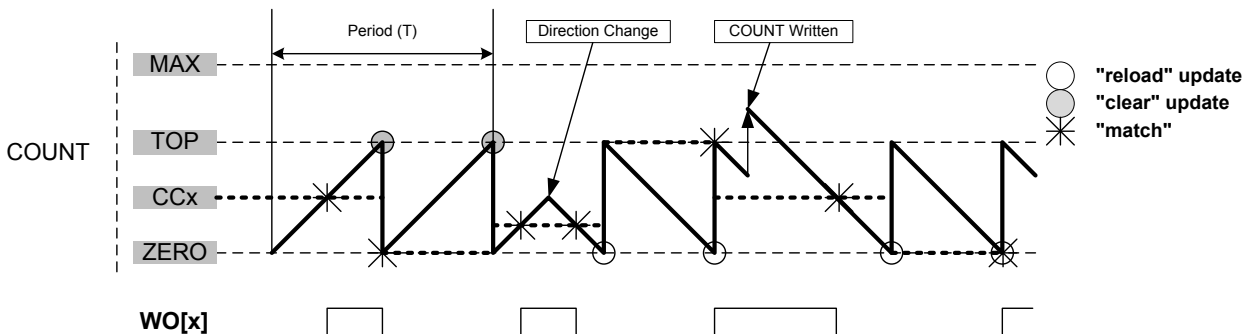 Period (T)
Direction Change
COUNT Written
MAX
"reload" update
"clear" update
TOP
"match"
COUNT
CCx
ZERO
WO[x]